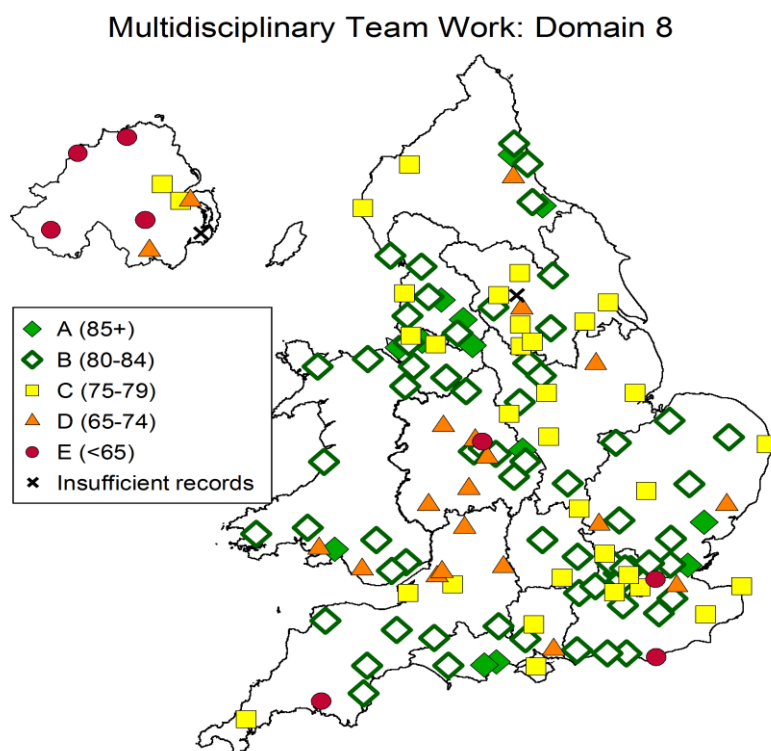 Multidisciplinary Team Work: Domain 8
A (85+)
B (80-84)
C (75-79)
D (65-74)
E (<65)
Insufficient records